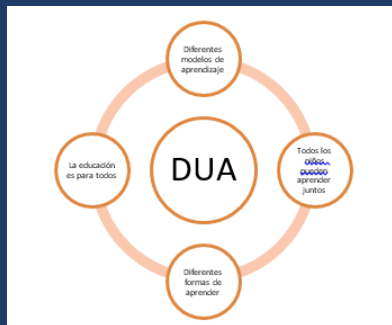 Diferentes
modelos de
aprendizaje
La educación
es para todos
DUA
Todos los
niños
pueden
aprender
juntos
Diferentes
formas de
aprender